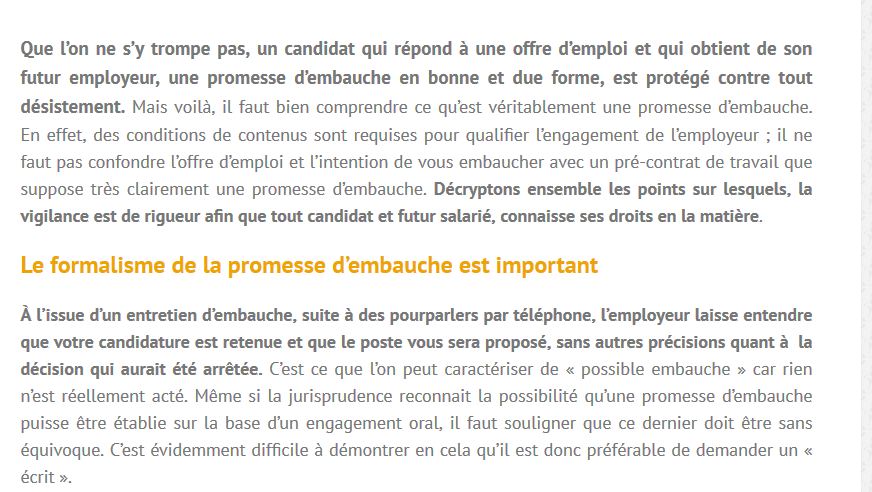 Que l’on ne s’y trompe pas, un candidat qui répond à une offre d’emploi et qui obtient de son
futur employeur, une promesse d’embauche en bonne et due forme, est protégé contre tout
désistement. Mais voilà, il faut bien comprendre ce qu’est véritablement une promesse d’embauche.
En effet, des conditions de contenus sont requises pour qualifier l’engagement de l’employeur ; il ne
faut pas confondre l’offre d’emploi et l’intention de vous embaucher avec un pré-contrat de travail que
suppose très clairement une promesse d’embauche. Décryptons ensemble les points sur lesquels, la
vigilance est de rigueur afin que tout candidat et futur salarié, connaisse ses droits en la matière.
Le formalisme de la promesse d’embauche est important
À l’issue d’un entretien d’embauche, suite à des pourparlers par téléphone, l’employeur laisse entendre
que votre candidature est retenue et que le poste vous sera proposé, sans autres précisions quant à  la
décision qui aurait été arrêtée. C’est ce que l’on peut caractériser de « possible embauche » car rien
n’est réellement acté. Même si la jurisprudence reconnait la possibilité qu’une promesse d’embauche
puisse être établie sur la base d’un engagement oral, il faut souligner que ce dernier doit être sans
équivoque. C’est évidemment difficile à démontrer en cela qu’il est donc préférable de demander un «
écrit ».